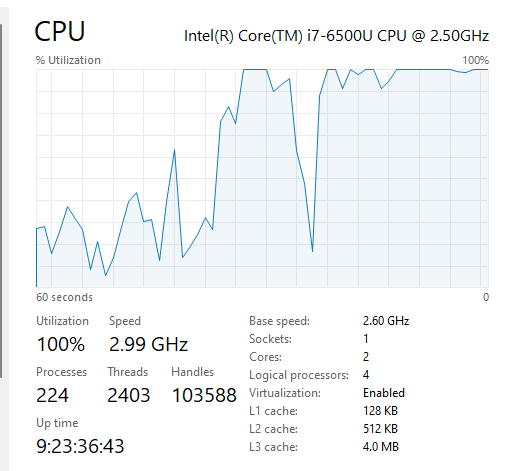 CPU Intel(R) Core(TM) i7-6500U CPU @ 2.50GHz
% Utilization 100%
60 seconds 0
Utilization Speed
100% 2.99 GHz
Processes Threads Handles
224 2403 103588
Up time
9:23:36:43
Base speed: 2.60 GHz
Sockets: 1
Cores: 2
Logical processors: 4
Virtualization: Enabled
L1 cache: 128 KB
L2 cache: 512 KB
L3 cache: 4.0 MB